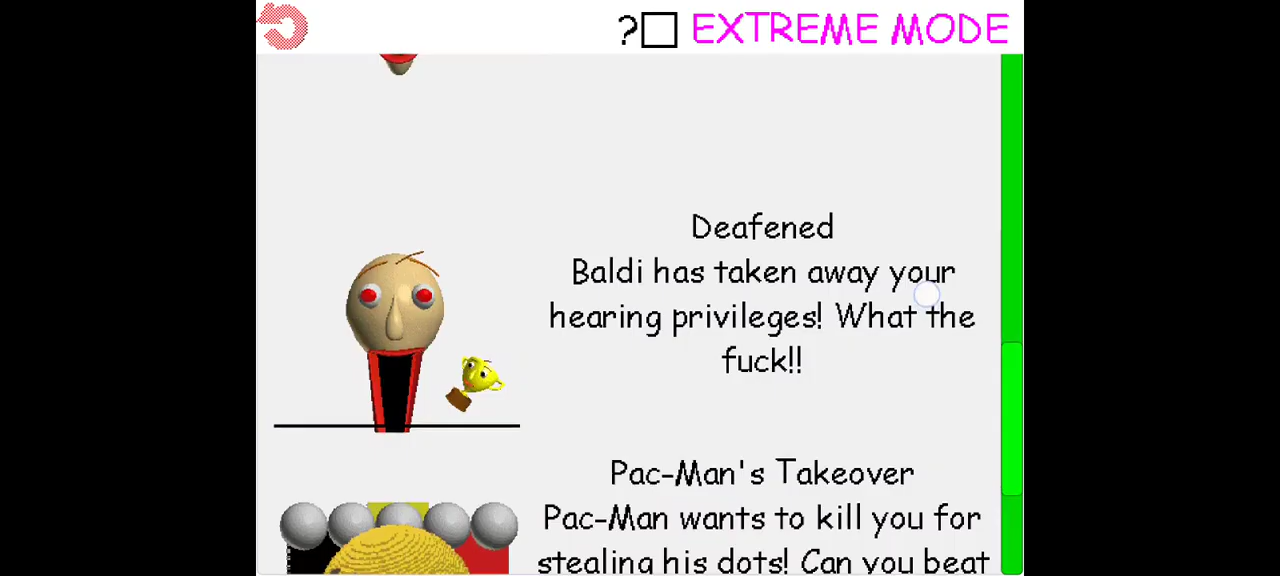 ?□ EXTREME MODE
Deafened
Baldi has taken away your
hearing privileges! What the
fuck!!
Pac-Man's Takeover
Pac-Man wants to kill you for
stealing his dots! Can you beat